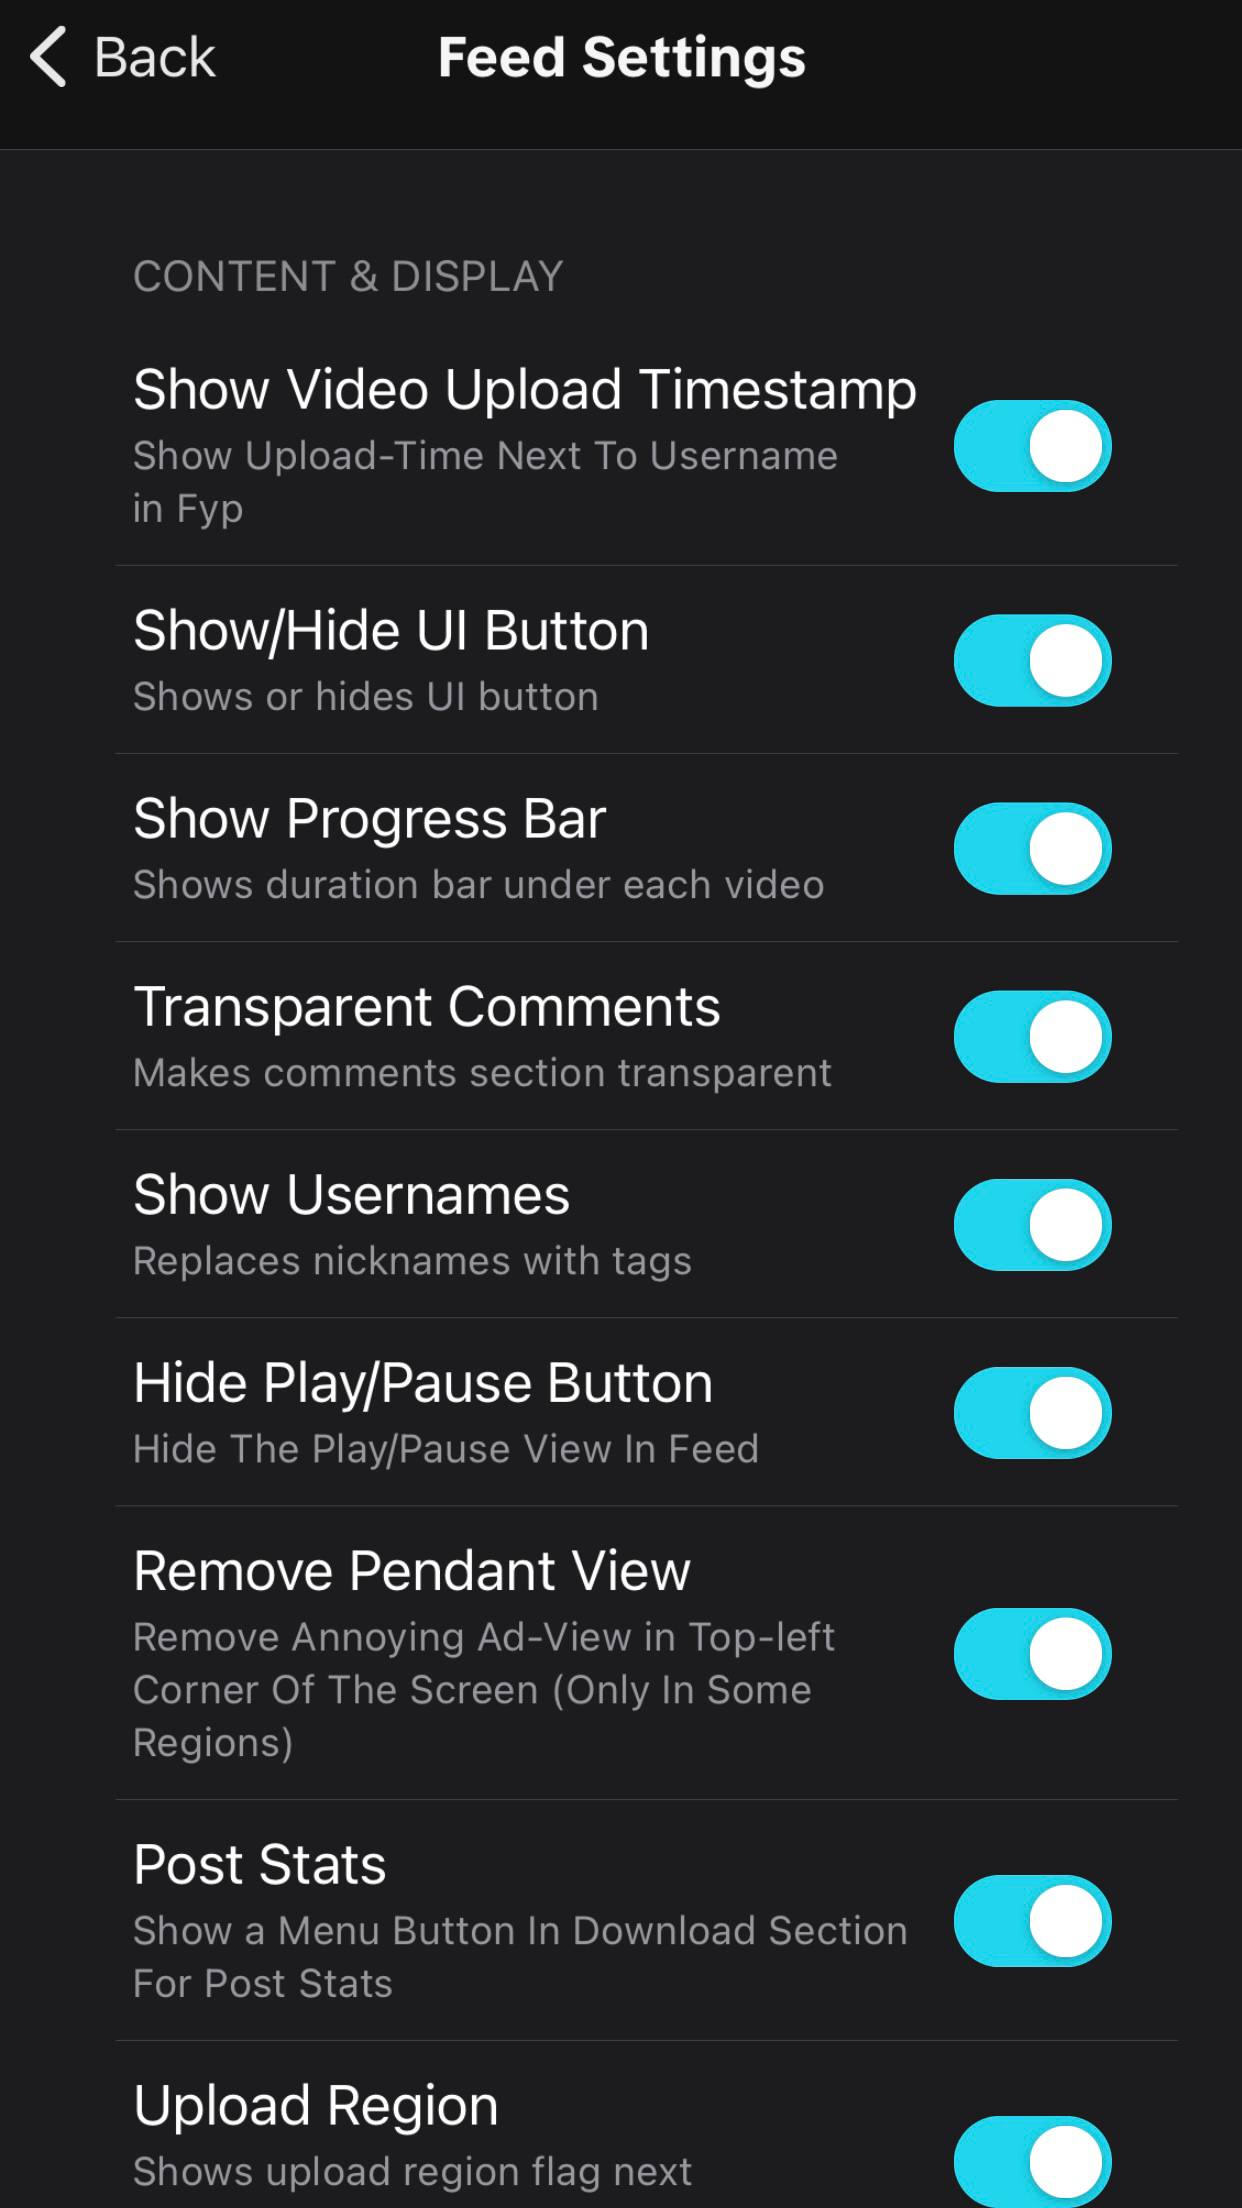 Back
Feed Settings
CONTENT & DISPLAY
Show Video Upload Timestamp
Show Upload-Time Next To Username
in Fyp
Show/Hide UI Button
Shows or hides UI button
Show Progress Bar
Shows duration bar under each video
Transparent Comments
Makes comments section transparent
Show Usernames
Replaces nicknames with tags
Hide Play/Pause Button
Hide The Play/Pause View In Feed
Remove Pendant View
Remove Annoying Ad-View in Top-left
Corner Of The Screen (Only In Some
Regions)
Post Stats
Show a Menu Button In Download Section
For Post Stats
Upload Region
Shows upload region flag next